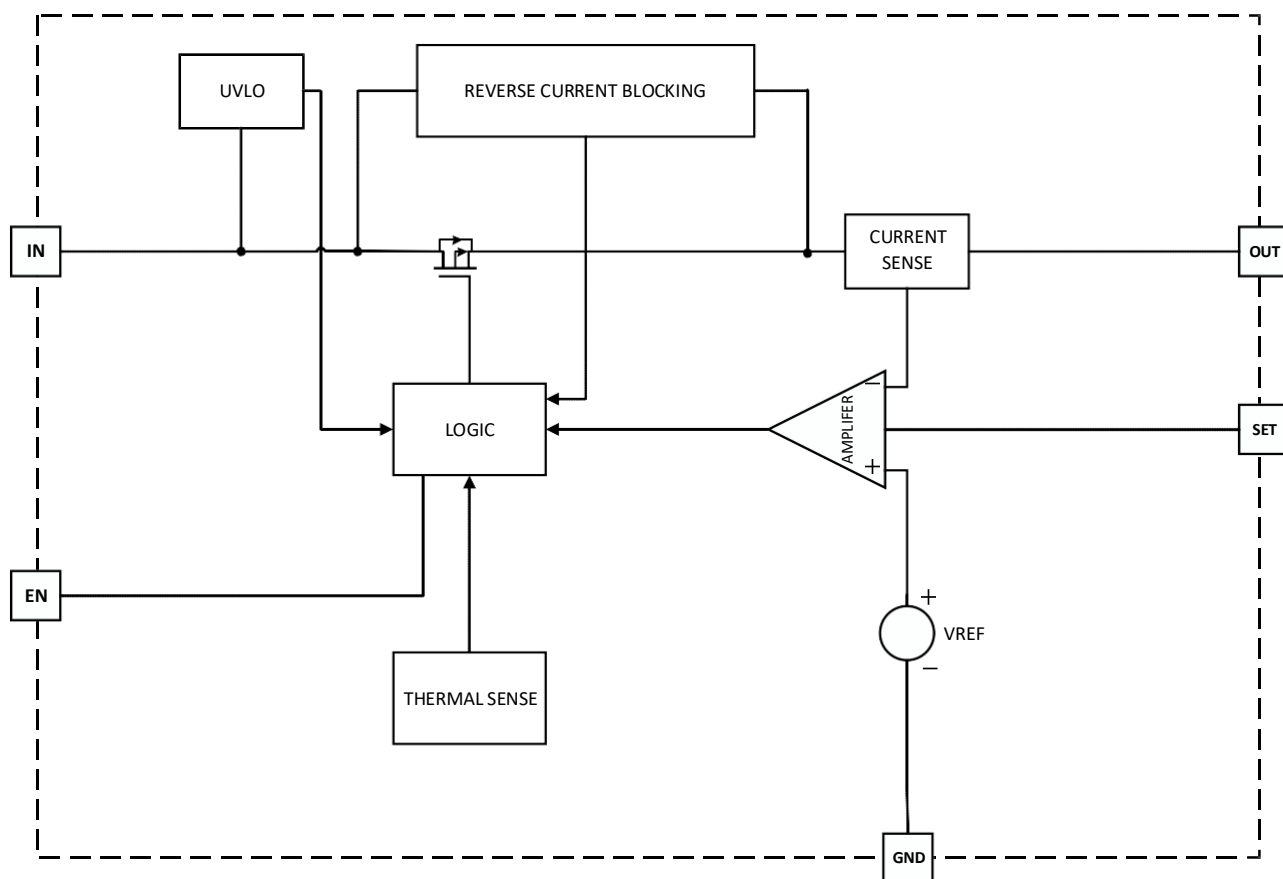 UVLO
REVERSE CURRENT BLOCKING
IN
CURRENT
SENSE
OUT
LOGIC
AMPLIFER
−
+
SET
EN
+
VREF
−
THERMAL SENSE
GND